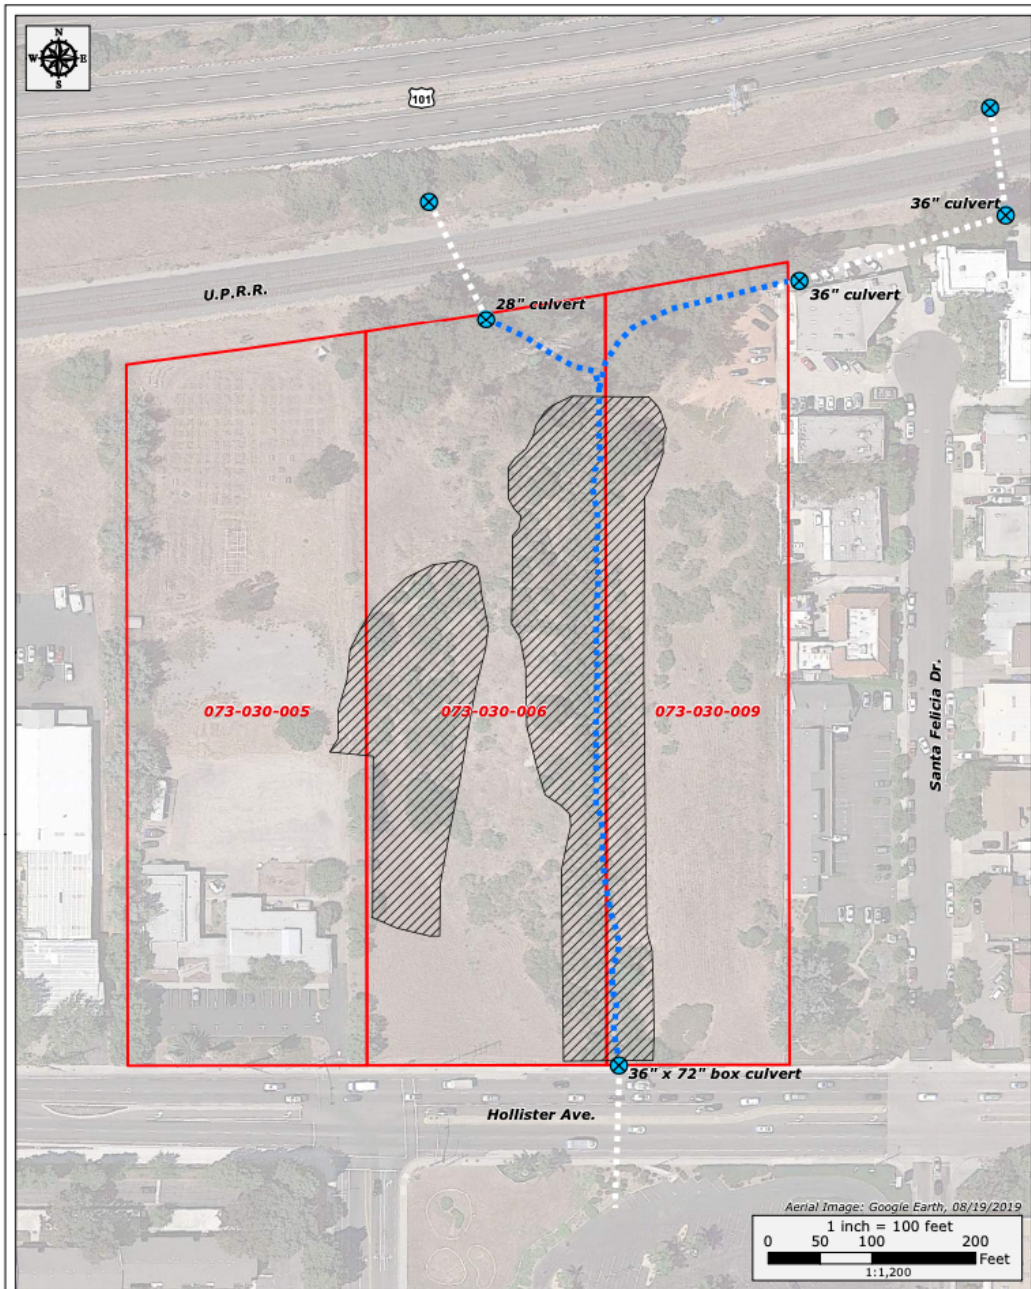 N
W E
S
101
36" culvert
U.P.R.R.
28" culvert
36" culvert
073-030-005
073-030-006
073-030-009
Santa Felicia Dr.
36" x 72" box culvert
Hollister Ave.
Aerial Image: Google Earth, 08/19/2019
1 inch = 100 feet
0 50 100 200
Feet
1:1,200